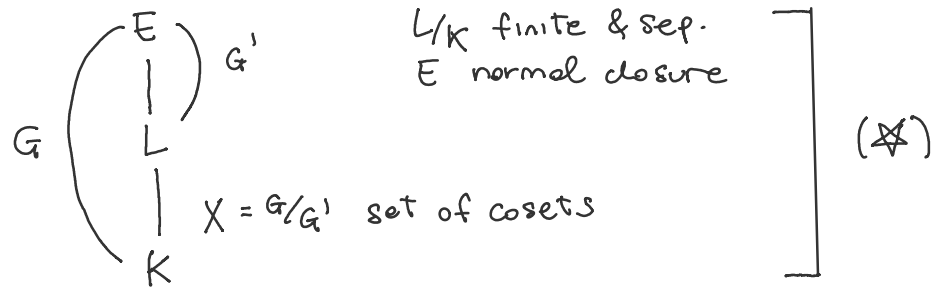 E
G'
L/K finite & sep.
E normal closure
G
L
(☆)
X = G/G' set of cosets
K